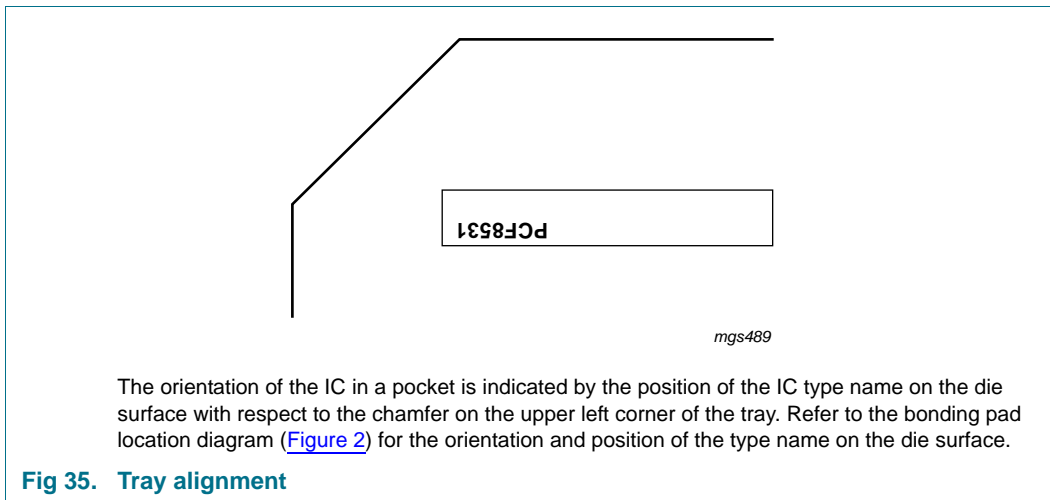 PCF8531
mgs489
The orientation of the IC in a pocket is indicated by the position of the IC type name on the die
surface with respect to the chamfer on the upper left corner of the tray. Refer to the bonding pad
location diagram (Figure 2) for the orientation and position of the type name on the die surface.
Fig 35. Tray alignment